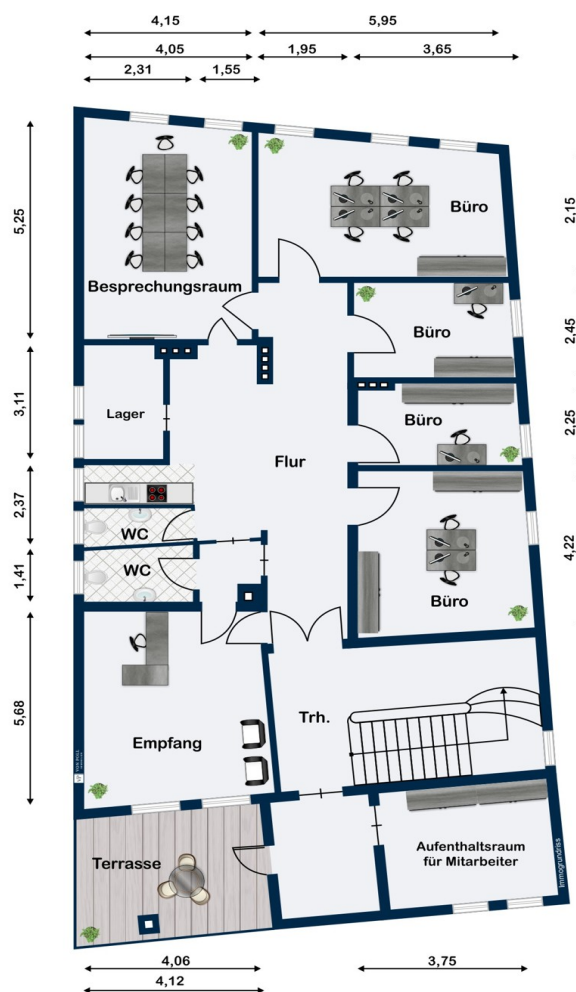 4,15
5,95
4,05
1,95
3,65
2,31
1,55
5,25
2,15
Büro
Besprechungsraum
Büro
2,45
3,11
Lager
Büro
2,25
Flur
2,37
WC
4,22
1,41
WC
Büro
5,68
Trh.
Empfang
VON POLL
Terrasse
Aufenthaltsraum
für Mitarbeiter
Immogrundriss
4,06
3,75
4,12